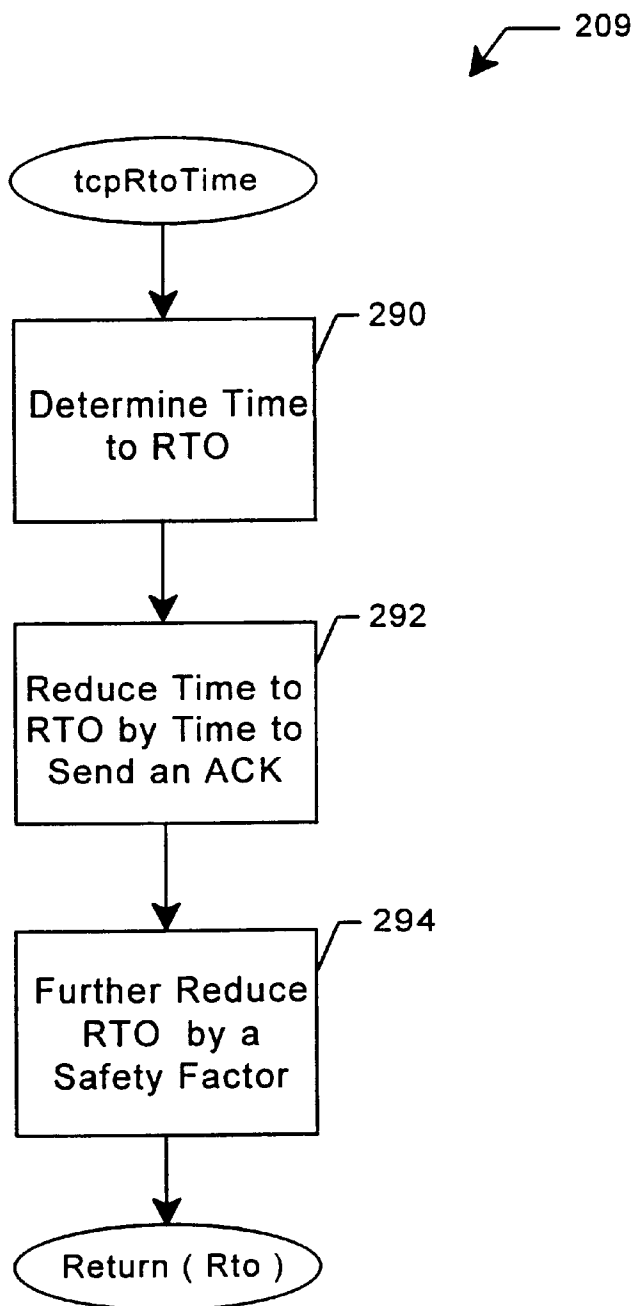 209
tcpRtoTime
290
Determine Time
to RTO
292
Reduce Time to
RTO by Time to
Send an ACK
294
Further Reduce
RTO by a
Safety Factor
Return ( Rto )